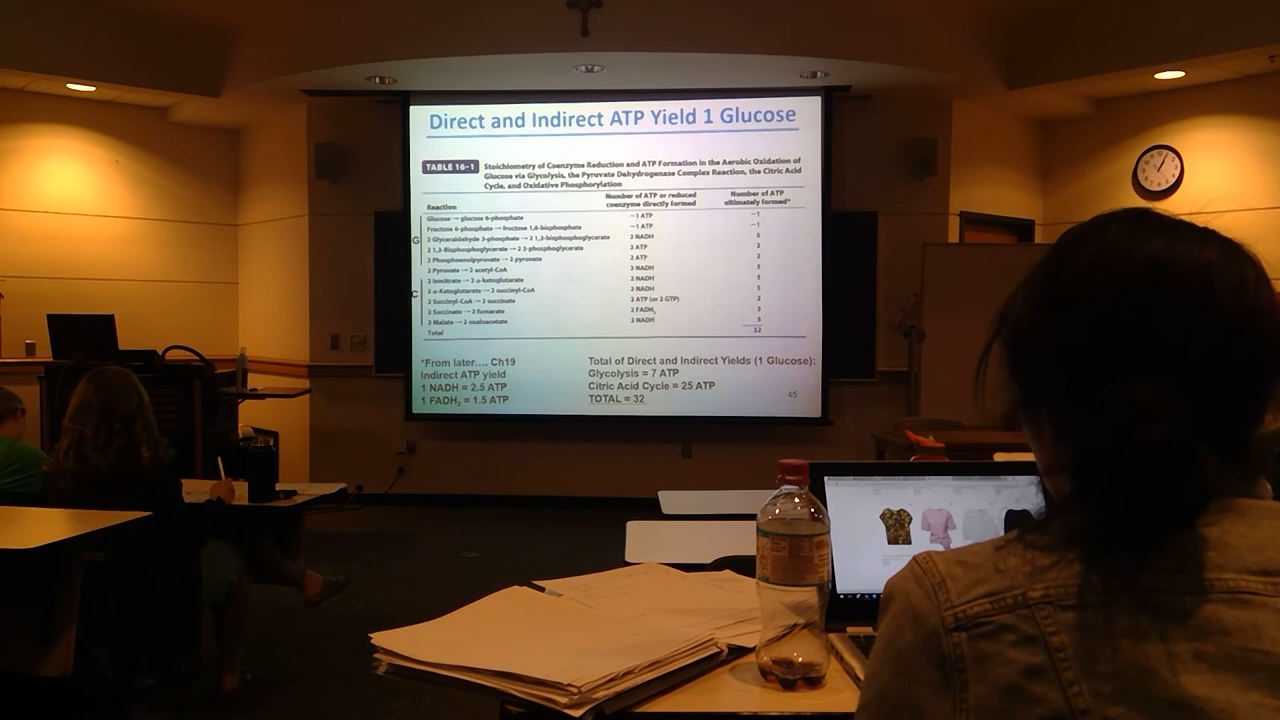 Direct and Indirect ATP Yield 1 Glucose
TABLE 16-1 Stoichiometry of Coenzyme Reduction and ATP Formation in the Aerobic Oxidation of
Glucose via Glycolysis, the Pyruvate Dehydrogenase Complex Reaction, the Citric Acid
Cycle, and Oxidative Phosphorylation
Reaction Number of ATP or reduced coenzyme directly formed Number of ATP ultimately formed*
Glucose → glucose 6-phosphate −1 ATP −1
Fructose 6-phosphate → fructose 1,6-bisphosphate −1 ATP −1
G
2 Glyceraldehyde 3-phosphate → 2 1,3-bisphosphoglycerate 2 NADH 5
2 1,3-Bisphosphoglycerate → 2 3-phosphoglycerate 2 ATP 2
2 Phosphoenolpyruvate → 2 pyruvate 2 ATP 2
2 Pyruvate → 2 acetyl-CoA 2 NADH 5
2 Isocitrate → 2 α-ketoglutarate 2 NADH 5
C
2 α-Ketoglutarate → 2 succinyl-CoA 2 NADH 5
2 Succinyl-CoA → 2 succinate 2 ATP (or 2 GTP) 2
2 Succinate → 2 fumarate 2 FADH₂ 3
2 Malate → 2 oxaloacetate 2 NADH 5
Total 32
*From later.... Ch19
Indirect ATP yield
1 NADH = 2.5 ATP
1 FADH₂ = 1.5 ATP
Total of Direct and Indirect Yields (1 Glucose):
Glycolysis = 7 ATP
Citric Acid Cycle = 25 ATP
TOTAL = 32
45